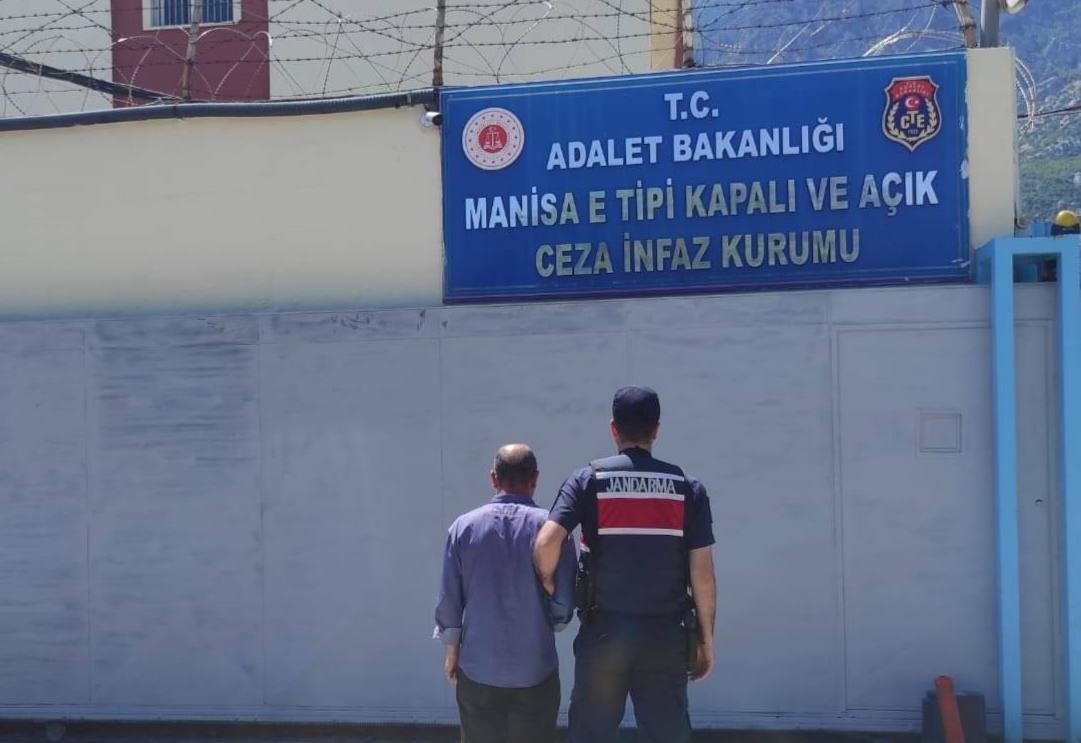 T.C.
ADALET BAKANLIĞI
MANİSA E TİPİ KAPALI VE AÇIK
CEZA İNFAZ KURUMU
CTE
JANDARMA